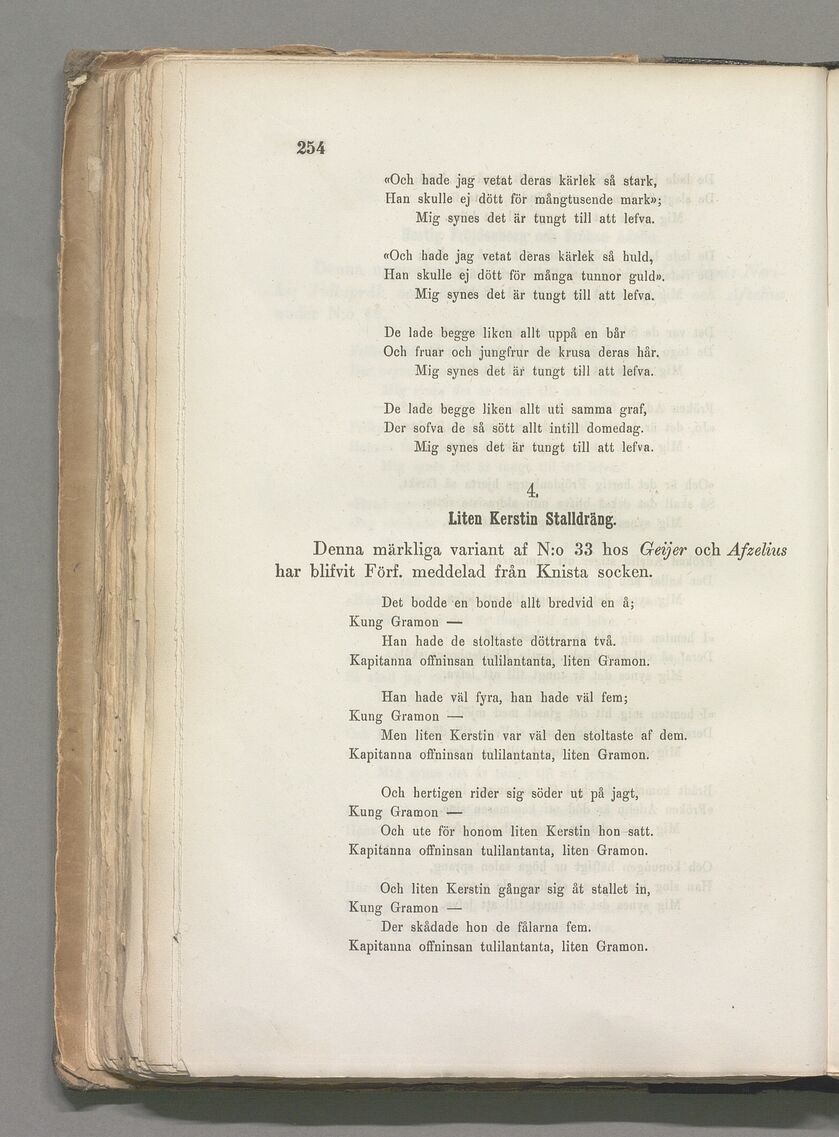 254
«Och hade jag vetat deras kärlek så stark,
Han skulle ej dött för mångtusende mark»;
Mig synes det är tungt till att lefva.
«Och hade jag vetat deras kärlek så huld,
Han skulle ej dött för många tunnor guld».
Mig synes det är tungt till att lefva.
De lade begge liken allt uppå en bår
Och fruar och jungfrur de krusa deras hår.
Mig synes det är tungt till att lefva.
De lade begge liken allt uti samma graf,
Der sofva de så sött allt intill domedag.
Mig synes det är tungt till att lefva.
4.
Liten Kerstin Stalldräng.
Denna märkliga variant af N:o 33 hos Geijer och Afzelius
har blifvit Förf. meddelad från Knista socken.
Det bodde en bonde allt bredvid en å;
Kung Gramon —
Han hade de stoltaste döttrarna två.
Kapitanna offninsan tulilantanta, liten Gramon.
Han hade väl fyra, han hade väl fem;
Kung Gramon —
Men liten Kerstin var väl den stoltaste af dem.
Kapitanna offninsan tulilantanta, liten Gramon.
Och hertigen rider sig söder ut på jagt,
Kung Gramon —
Och ute för honom liten Kerstin hon satt.
Kapitanna offninsan tulilantanta, liten Gramon.
Och liten Kerstin gångar sig åt stallet in,
Kung Gramon —
Der skådade hon de fålarna fem.
Kapitanna offninsan tulilantanta, liten Gramon.